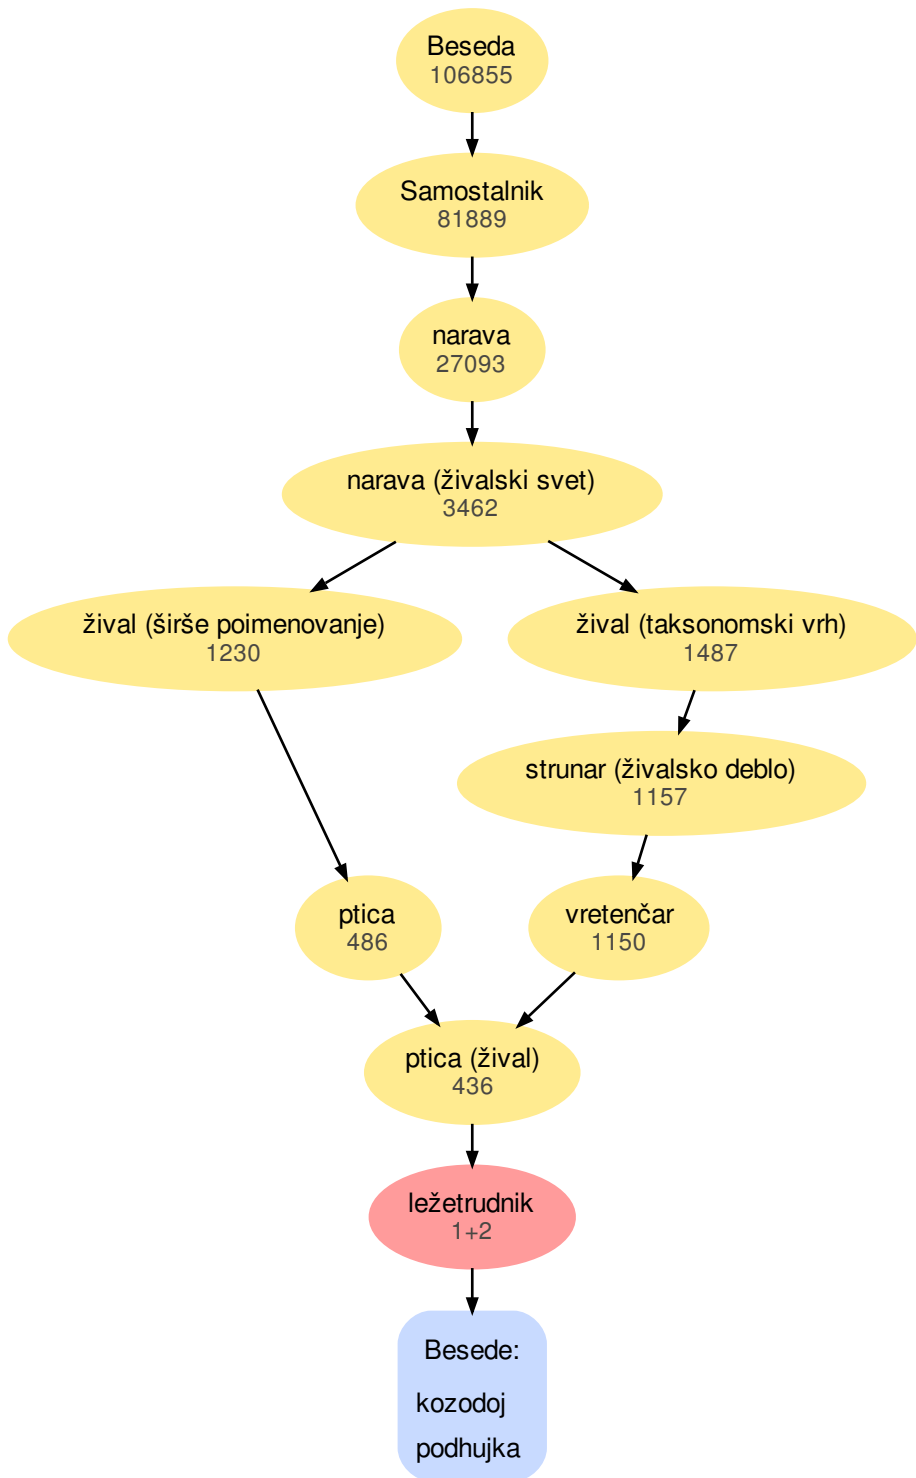 Beseda
106855
Samostalnik
81889
narava
27093
narava (živalski svet)
3462
žival (širše poimenovanje)
1230
žival (taksonomski vrh)
1487
strunar (živalsko deblo)
1157
ptica
486
vretenčar
1150
ptica (žival)
436
ležetrudnik
1+2
Besede:
kozodoj
podhujka